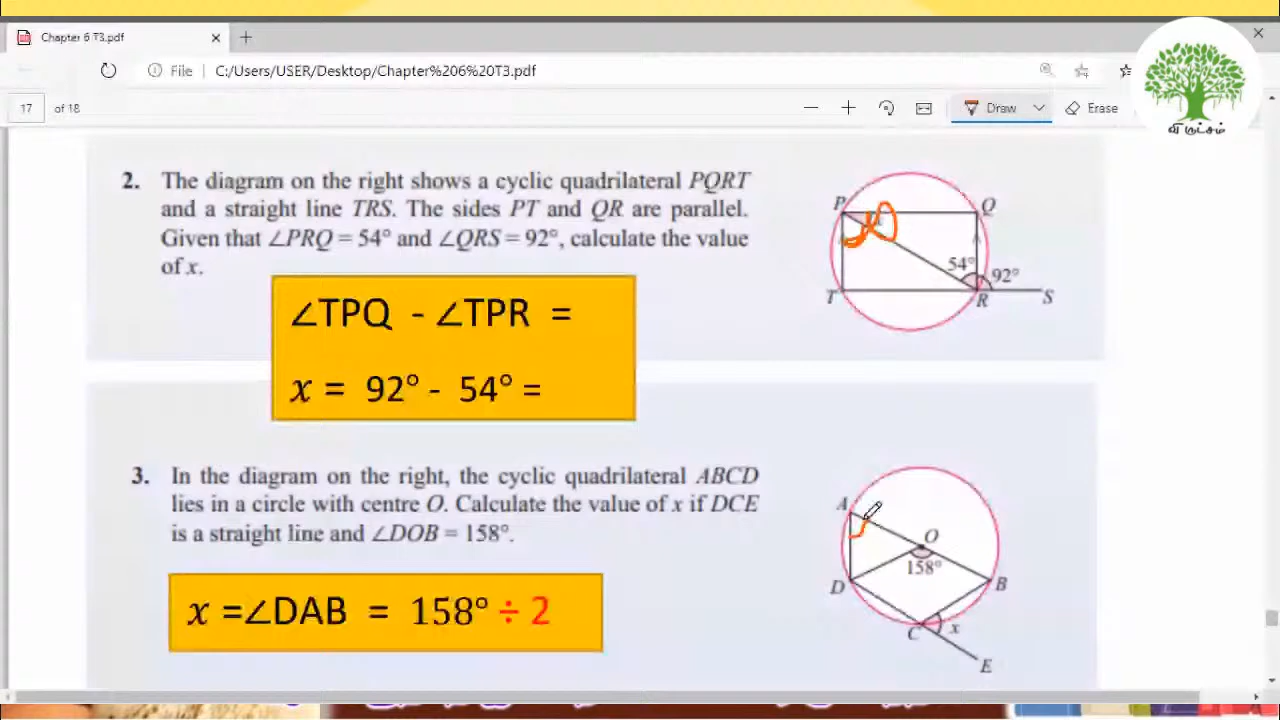 Chapter 6 T3.pdf
File
C:/Users/USER/Desktop/Chapter%206%20T3.pdf
17 of 18
Draw
Erase
விருட்சம்
2. The diagram on the right shows a cyclic quadrilateral PQRT
and a straight line TRS. The sides PT and QR are parallel.
Given that ∠PRQ = 54° and ∠QRS = 92°, calculate the value
of x.
P
Q
54°
92°
T
R
S
∠TPQ - ∠TPR =
x = 92° - 54° =
3. In the diagram on the right, the cyclic quadrilateral ABCD
lies in a circle with centre O. Calculate the value of x if DCE
is a straight line and ∠DOB = 158°.
A
O
158°
D
B
C
x
E
x =∠DAB = 158° ÷ 2